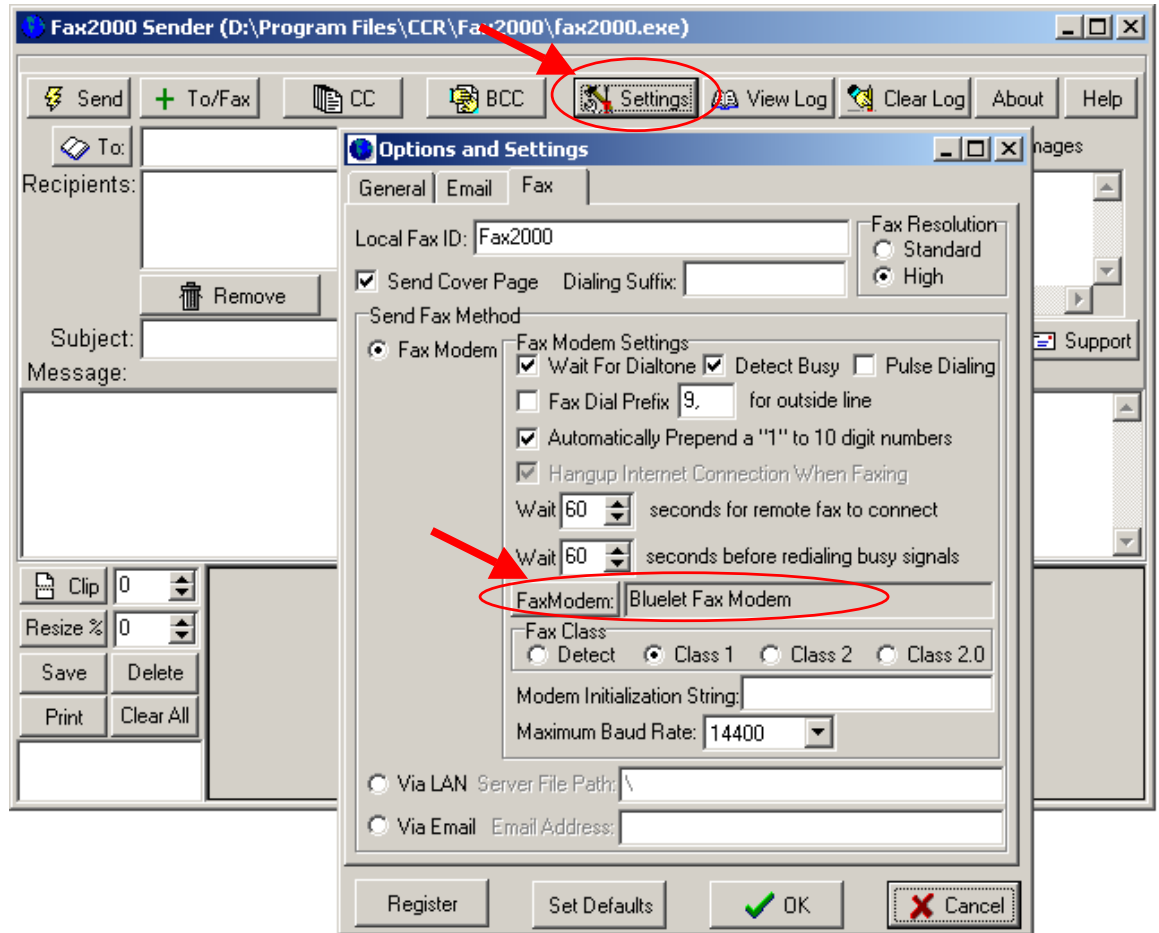 Fax2000 Sender (D:\Program Files\CCR\Fax2000\fax2000.exe)
Send To/Fax CC BCC Settings View Log Clear Log About Help
To:
Recipients:
Remove
Subject:
Support
Message:
Clip 0
Resize % 0
Save Delete
Print Clear All
Options and Settings
General Email Fax
Local Fax ID: Fax2000
Fax Resolution
Standard
High
Send Cover Page Dialing Suffix:
Send Fax Method
Fax Modem
Fax Modem Settings
Wait For Dialtone Detect Busy Pulse Dialing
Fax Dial Prefix 9, for outside line
Automatically Prepend a "1" to 10 digit numbers
Hangup Internet Connection When Faxing
Wait 60 seconds for remote fax to connect
Wait 60 seconds before redialing busy signals
FaxModem: Bluelet Fax Modem
Fax Class
Detect Class 1 Class 2 Class 2.0
Modem Initialization String:
Maximum Baud Rate: 14400
Via LAN Server File Path: \
Via Email Email Address:
Register Set Defaults OK Cancel